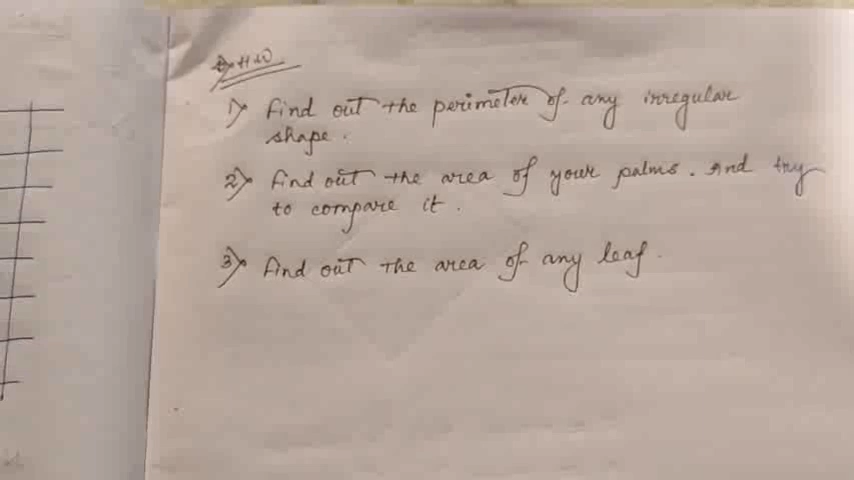 H.W
1) Find out the perimeter of any irregular
shape.
2) Find out the area of your palms. And try
to compare it.
3) Find out the area of any leaf.